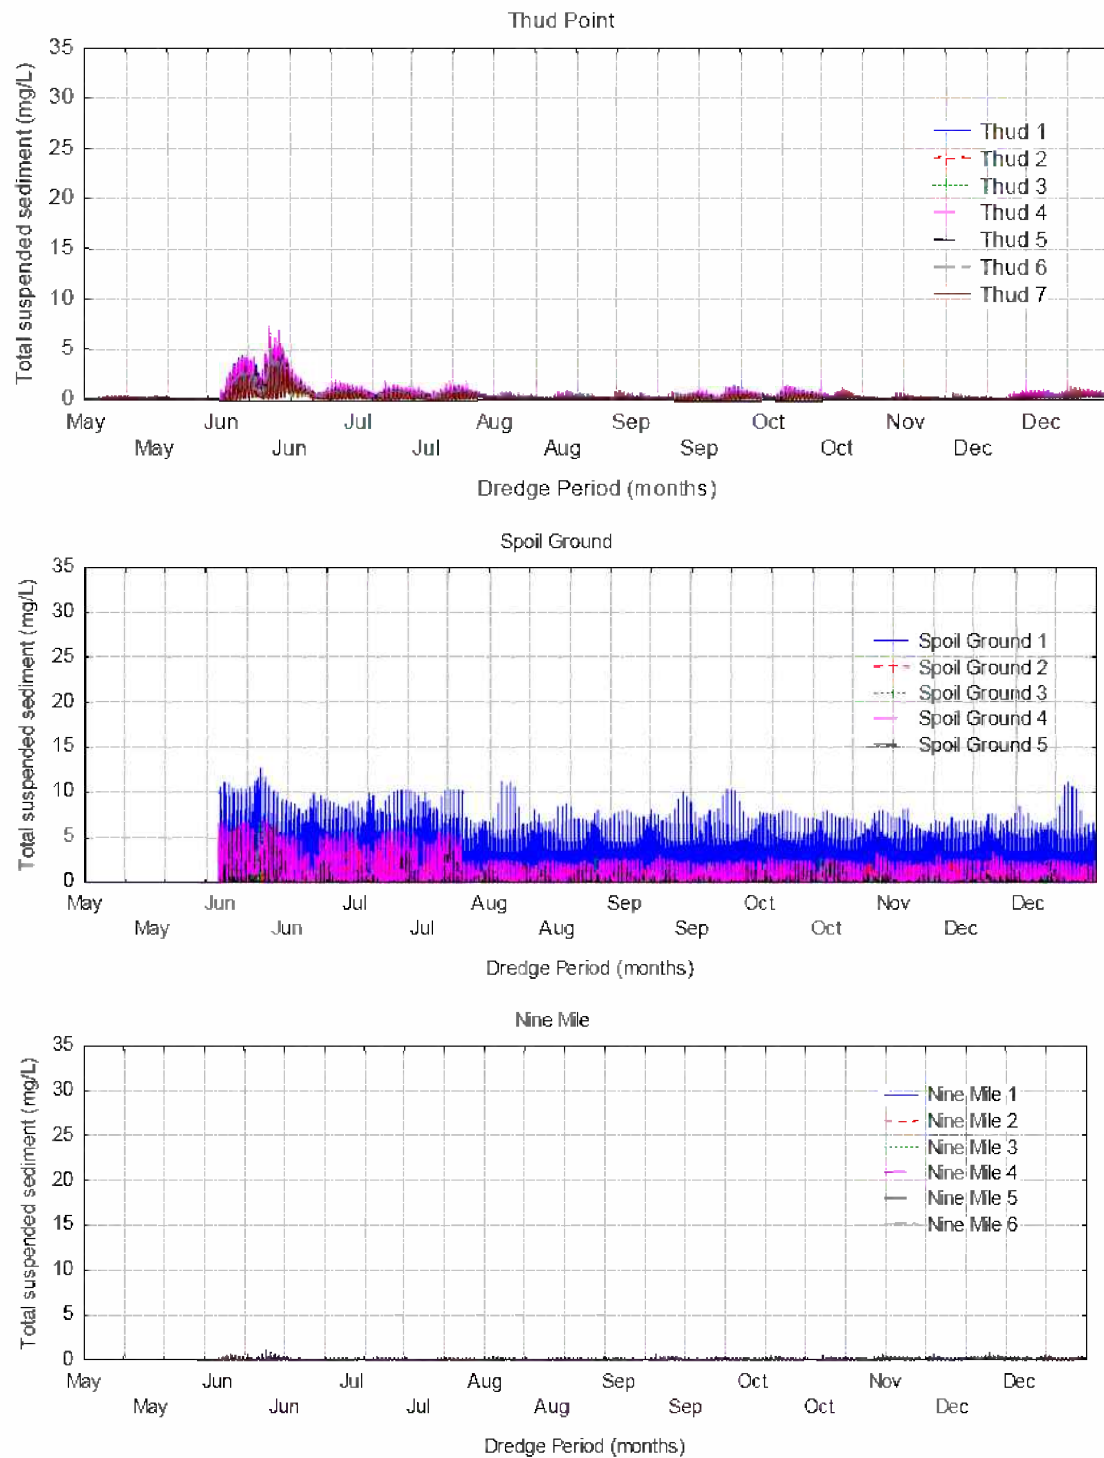 Thud Point
Total suspended sediment (mg/L)
35
30
25
20
15
10
5
0
Thud 1
Thud 2
Thud 3
Thud 4
Thud 5
Thud 6
Thud 7
May Jun Jul Aug Sep Oct Nov Dec
May Jun Jul Aug Sep Oct Dec
Dredge Period (months)
Spoil Ground
Total suspended sediment (mg/L)
35
30
25
20
15
10
5
0
Spoil Ground 1
Spoil Ground 2
Spoil Ground 3
Spoil Ground 4
Spoil Ground 5
May Jun Jul Aug Sep Oct Nov Dec
May Jun Jul Aug Sep Oct Dec
Dredge Period (months)
Nine Mile
Total suspended sediment (mg/L)
35
30
25
20
15
10
5
0
Nine Mile 1
Nine Mile 2
Nine Mile 3
Nine Mile 4
Nine Mile 5
Nine Mile 6
May Jun Jul Aug Sep Oct Nov Dec
May Jun Jul Aug Sep Oct Dec
Dredge Period (months)